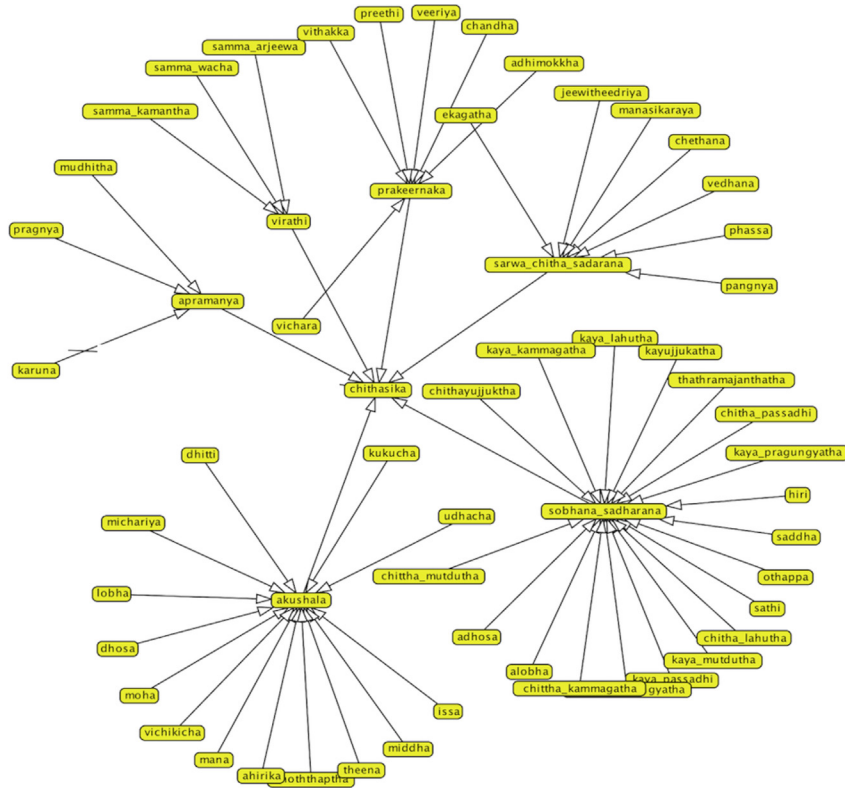 preethi
veeriya
chandha
vithakka
samma_arjeewa
samma_wacha
adhimokkha
samma_kamantha
ekagatha
jeewitheedriya
manasikaraya
chethana
mudhitha
vedhana
prakeernaka
virathi
pragnya
phassa
sarwa_chitha_sadarana
pangnya
apramanya
vichara
kaya_lahutha
kaya_kammagatha
kayujjukatha
karuna
thathramajanthatha
chithasika
chithayujjuktha
chitha_passadhi
kukucha
kaya_pragungyatha
dhitti
hiri
sobhana_sadharana
michariya
udhacha
saddha
chittha_mutdutha
othappa
lobha
akushala
sathi
adhosa
chitha_lahutha
dhosa
kaya_mutdutha
alobha
kaya_passadhi
chittha_kammagatha
gyatha
moha
issa
vichikicha
middha
mana
theena
ahirika